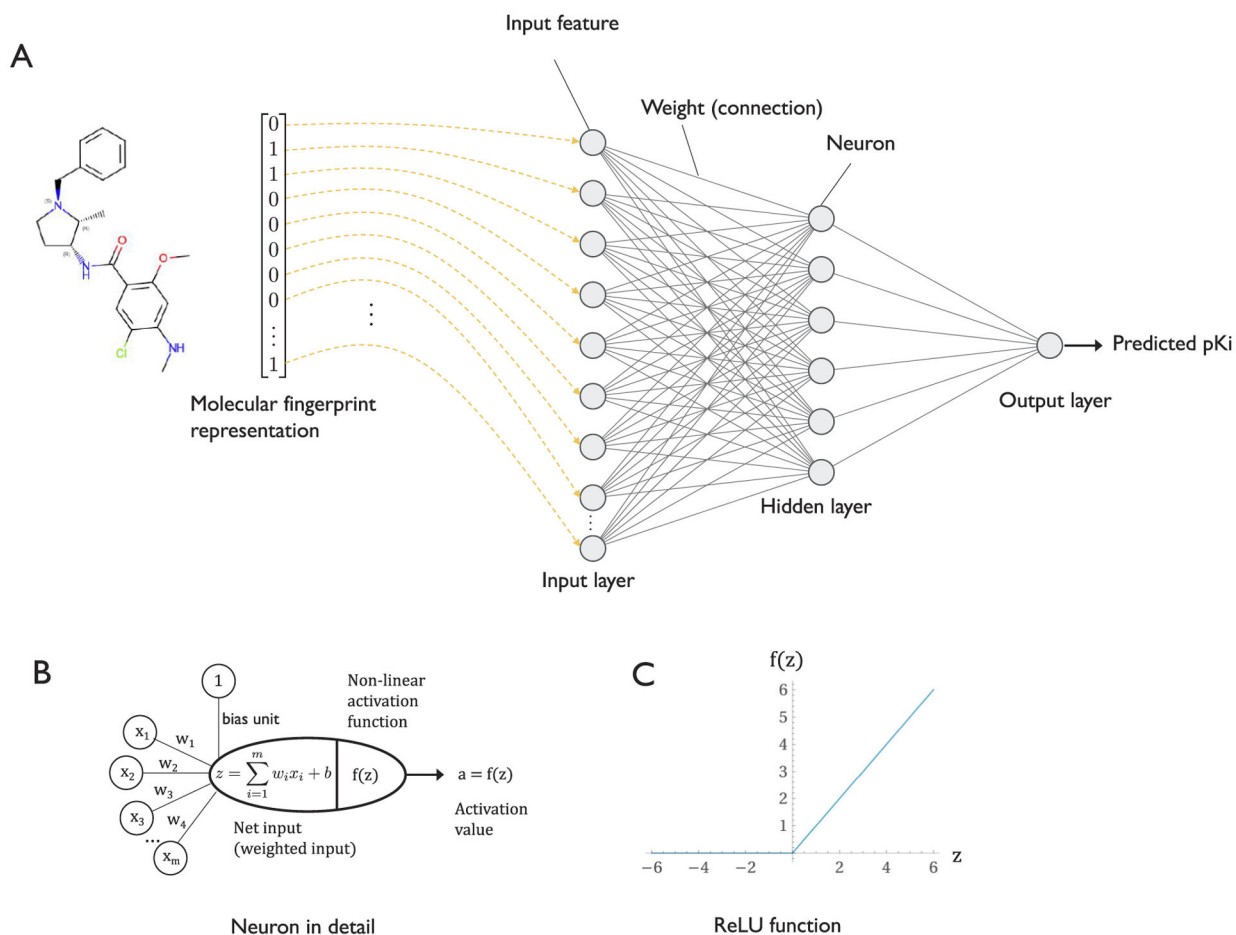 A
Input feature
Weight (connection)
Neuron
0
1
1
0
0
0
0
0
⋮
1
⋮
(S)
N
(R)
(R)
O
NH
O
Cl
NH
Molecular fingerprint
representation
Input layer
Hidden layer
Output layer
Predicted pKi
B
1
bias unit
Non-linear
activation
function
x₁
w₁
x₂
w₂
x₃
w₃
w₄
...
xₘ
z = ∑ᵢ₌₁ᵐ wᵢxᵢ + b
f(z)
a = f(z)
Net input
(weighted input)
Activation
value
Neuron in detail
C
f(z)
6
5
4
3
2
1
−6 −4 −2 2 4 6
z
ReLU function